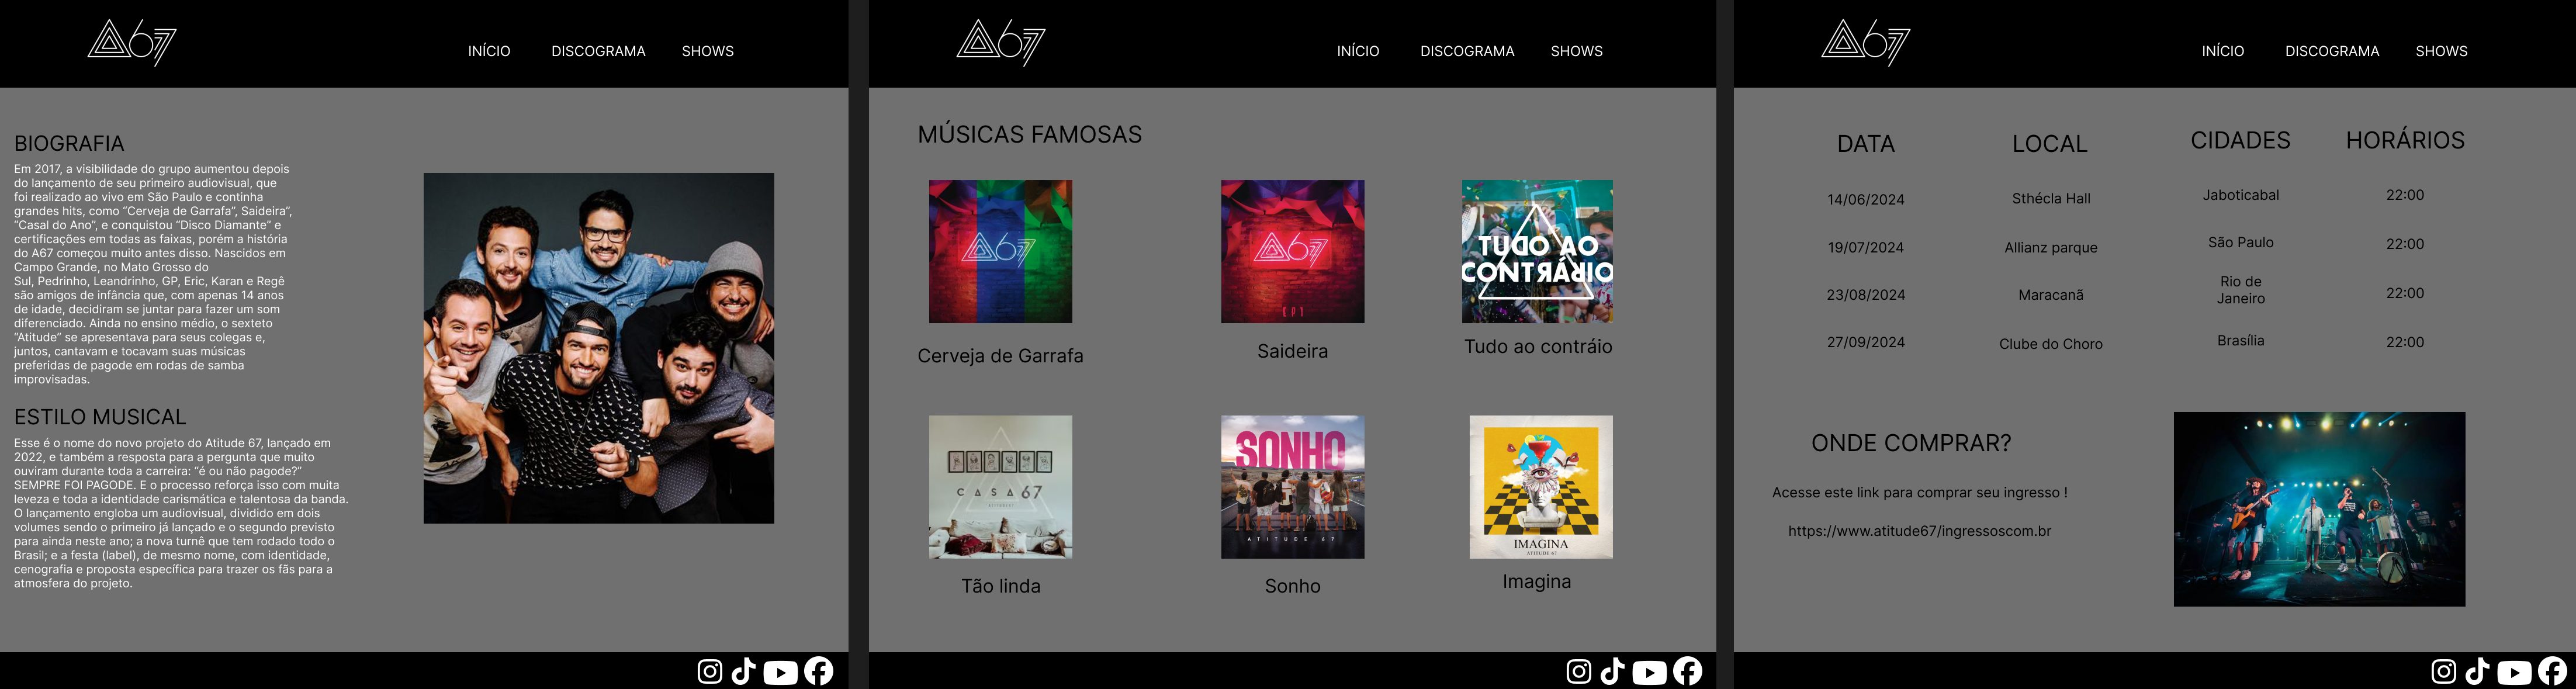 A67
INÍCIO
DISCOGRAMA
SHOWS
BIOGRAFIA
Em 2017, a visibilidade do grupo aumentou depois
do lançamento de seu primeiro audiovisual, que
foi realizado ao vivo em São Paulo e continha
grandes hits, como “Cerveja de Garrafa”, Saideira”,
“Casal do Ano”, e conquistou “Disco Diamante” e
certificações em todas as faixas, porém a história
do A67 começou muito antes disso. Nascidos em
Campo Grande, no Mato Grosso do
Sul, Pedrinho, Leandrinho, GP, Eric, Karan e Regê
são amigos de infância que, com apenas 14 anos
de idade, decidiram se juntar para fazer um som
diferenciado. Ainda no ensino médio, o sexteto
“Atitude” se apresentava para seus colegas e,
juntos, cantavam e tocavam suas músicas
preferidas de pagode em rodas de samba
improvisadas.
ESTILO MUSICAL
Esse é o nome do novo projeto do Atitude 67, lançado em
2022, e também a resposta para a pergunta que muito
ouviram durante toda a carreira: “é ou não pagode?”
SEMPRE FOI PAGODE. E o processo reforça isso com muita
leveza e toda a identidade carismática e talentosa da banda.
O lançamento engloba um audiovisual, dividido em dois
volumes sendo o primeiro já lançado e o segundo previsto
para ainda neste ano; a nova turnê que tem rodado todo o
Brasil; e a festa (label), de mesmo nome, com identidade,
cenografia e proposta específica para trazer os fãs para a
atmosfera do projeto.
A67
INÍCIO
DISCOGRAMA
SHOWS
MÚSICAS FAMOSAS
A67
A67
EP1
TUDO AO
CONTRÁRIO
Cerveja de Garrafa
Saideira
Tudo ao contráio
CASA 67
SONHO
ATITUDE 67
IMAGINA
ATITUDE 67
Tão linda
Sonho
Imagina
A67
INÍCIO
DISCOGRAMA
SHOWS
DATA
LOCAL
CIDADES
HORÁRIOS
14/06/2024
Sthécla Hall
Jaboticabal
22:00
19/07/2024
Allianz parque
São Paulo
22:00
23/08/2024
Maracanã
Rio de
Janeiro
22:00
27/09/2024
Clube do Choro
Brasília
22:00
ONDE COMPRAR?
Acesse este link para comprar seu ingresso !
https://www.atitude67/ingressoscom.br